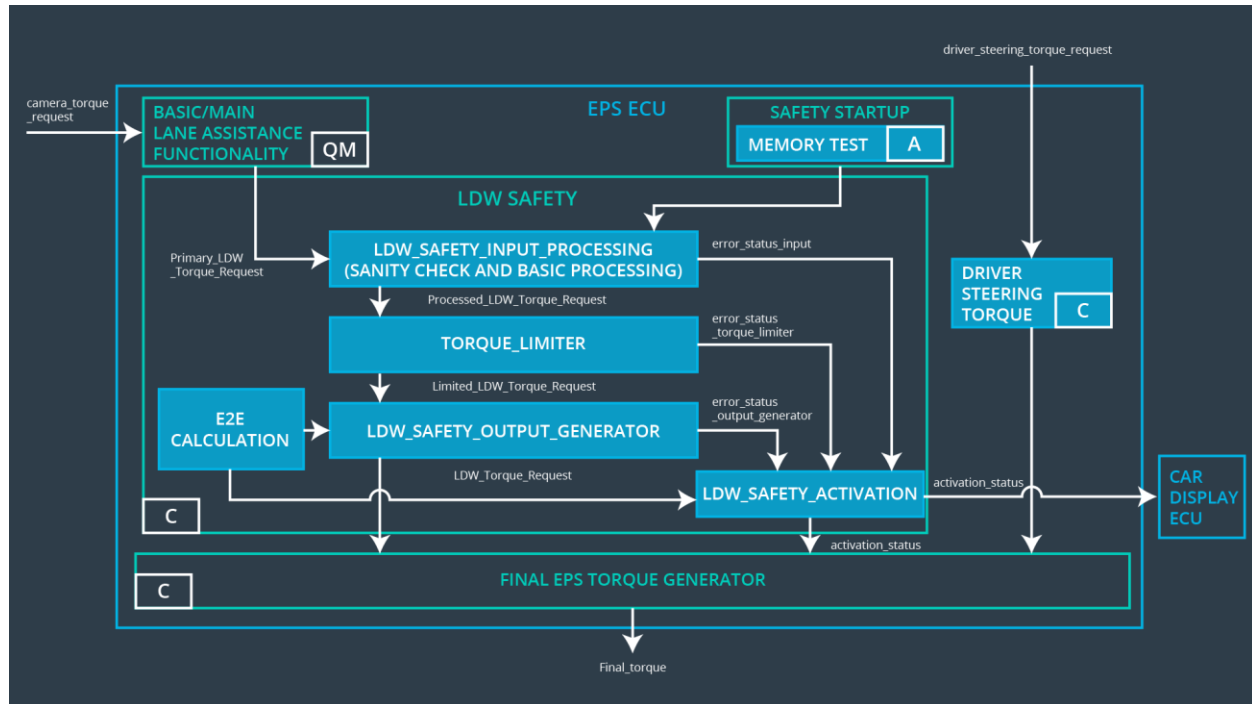 driver_steering_torque_request
camera_torque
_request
EPS ECU
BASIC/MAIN
LANE ASSISTANCE
FUNCTIONALITY
QM
SAFETY STARTUP
MEMORY TEST
A
LDW SAFETY
Primary_LDW
_Torque_Request
LDW_SAFETY_INPUT_PROCESSING
(SANITY CHECK AND BASIC PROCESSING)
error_status_input
DRIVER
STEERING
TORQUE
C
Processed_LDW_Torque_Request
TORQUE_LIMITER
error_status
_torque_limiter
Limited_LDW_Torque_Request
E2E
CALCULATION
LDW_SAFETY_OUTPUT_GENERATOR
error_status
_output_generator
LDW_Torque_Request
LDW_SAFETY_ACTIVATION
activation_status
CAR
DISPLAY
ECU
C
activation_status
FINAL EPS TORQUE GENERATOR
C
Final_torque